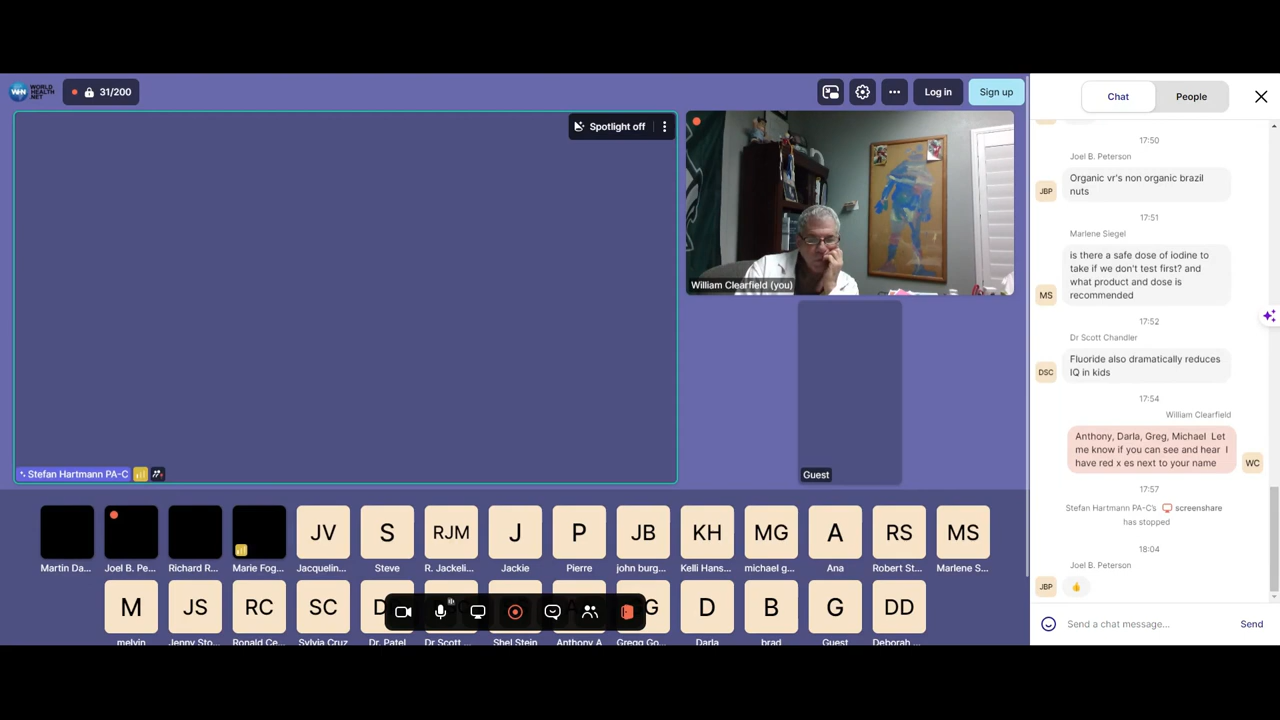 WHN WORLD
HEALTH
NET
31/200
Log in
Sign up
Spotlight off
Stefan Hartmann PA-C
William Clearfield (you)
Guest
Martin Da...
Joel B. Pe...
Richard R...
Marie Fog...
JV
Jacquelin...
S
Steve
RJM
R. Jackeli...
J
Jackie
P
Pierre
JB
john burg...
KH
Kelli Hans...
MG
michael g...
A
Ana
RS
Robert St...
MS
Marlene S...
M
melvin
JS
Jenny Sto...
RC
Ronald Ce...
SC
Sylvia Cruz
D
Dr. Patel
Dr Scott ...
Shel Stein
Anthony A...
G
Gregg Go...
D
Darla
B
brad
G
Guest
DD
Deborah ...
Chat
People
17:50
Joel B. Peterson
Organic vr's non organic brazil
nuts
JBP
17:51
Marlene Siegel
is there a safe dose of iodine to
take if we don't test first? and
what product and dose is
recommended
MS
17:52
Dr Scott Chandler
Fluoride also dramatically reduces
IQ in kids
DSC
17:54
William Clearfield
Anthony, Darla, Greg, Michael Let
me know if you can see and hear I
have red x es next to your name
WC
17:57
Stefan Hartmann PA-C's screenshare
has stopped
18:04
Joel B. Peterson
JBP
Send a chat message...
Send